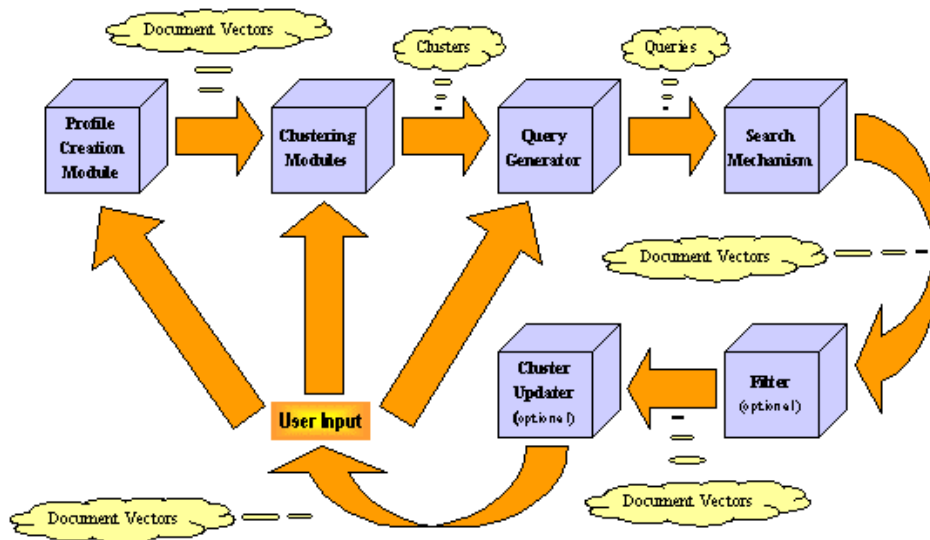 Document Vectors
Clusters
Queries
Profile
Creation
Module
Clustering
Modules
Query
Generator
Search
Mechanism
Document Vectors
Cluster
Updater
(optional)
Filter
(optional)
User Input
Document Vectors
Document Vectors